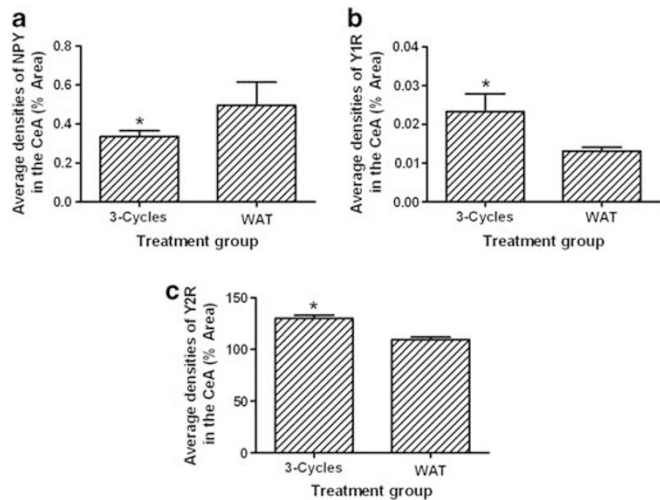 a
Average densities of NPY
in the CeA (% Area)
0.8
0.6
0.4
0.2
0.0
*
3-Cycles WAT
Treatment group
b
Average densities of Y1R
in the CeA (% Area)
0.04
0.03
0.02
0.01
0.00
*
3-Cycles WAT
Treatment group
c
Average densities of Y2R
in the CeA (% Area)
150
100
50
0
*
3-Cycles WAT
Treatment group